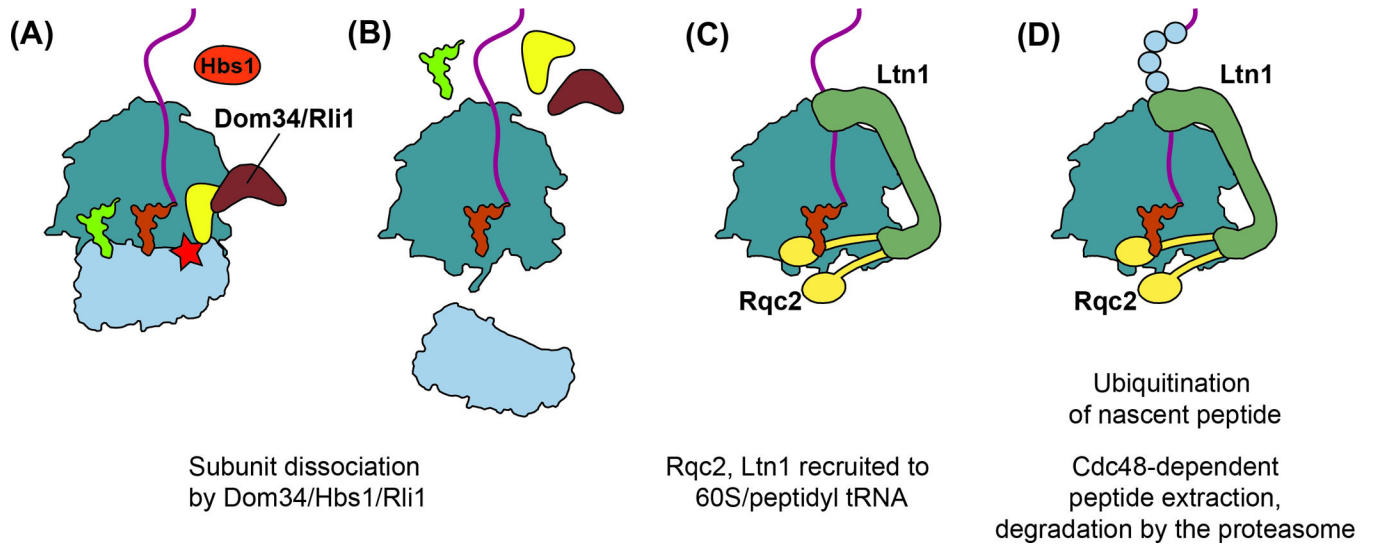 (A)
Hbs1
Dom34/Rli1
(B)
(C)
Ltn1
Rqc2
(D)
Ltn1
Rqc2
Subunit dissociation
by Dom34/Hbs1/Rli1
Rqc2, Ltn1 recruited to
60S/peptidyl tRNA
Ubiquitination
of nascent peptide
Cdc48-dependent
peptide extraction,
degradation by the proteasome